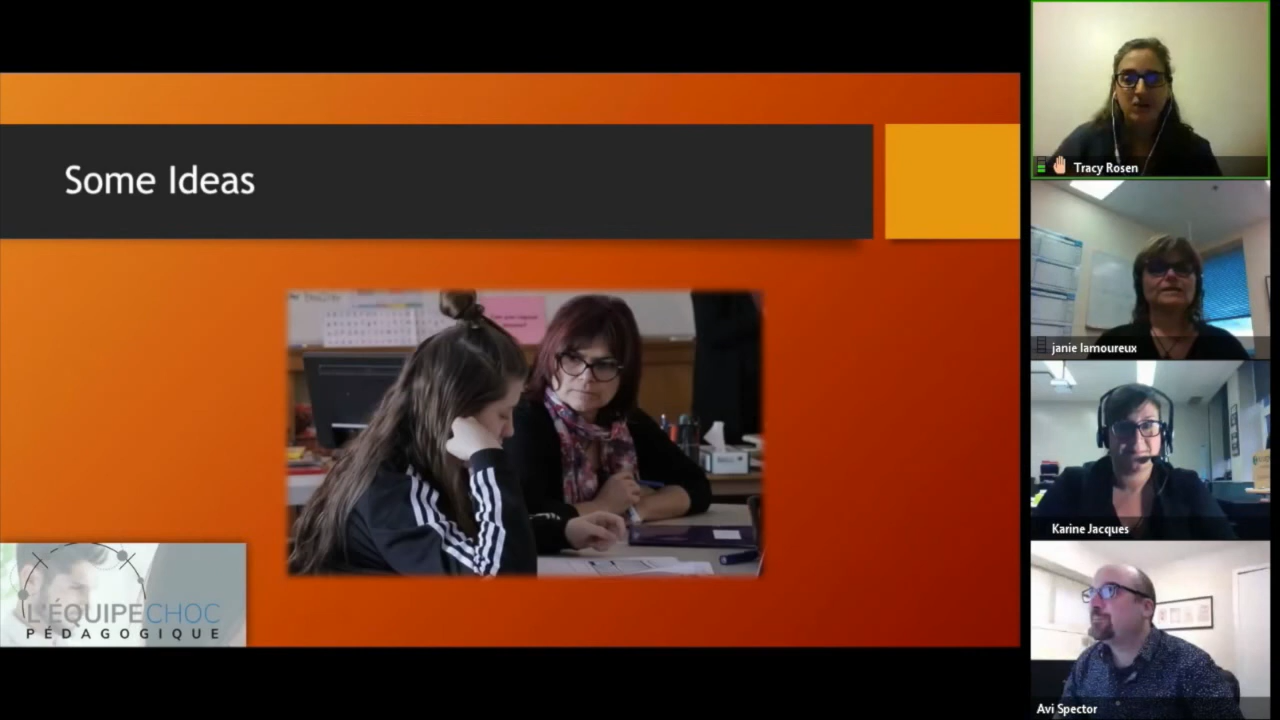 Some Ideas
L'ÉQUIPECHOC
PÉDAGOGIQUE
Tracy Rosen
janie lamoureux
Karine Jacques
Avi Spector